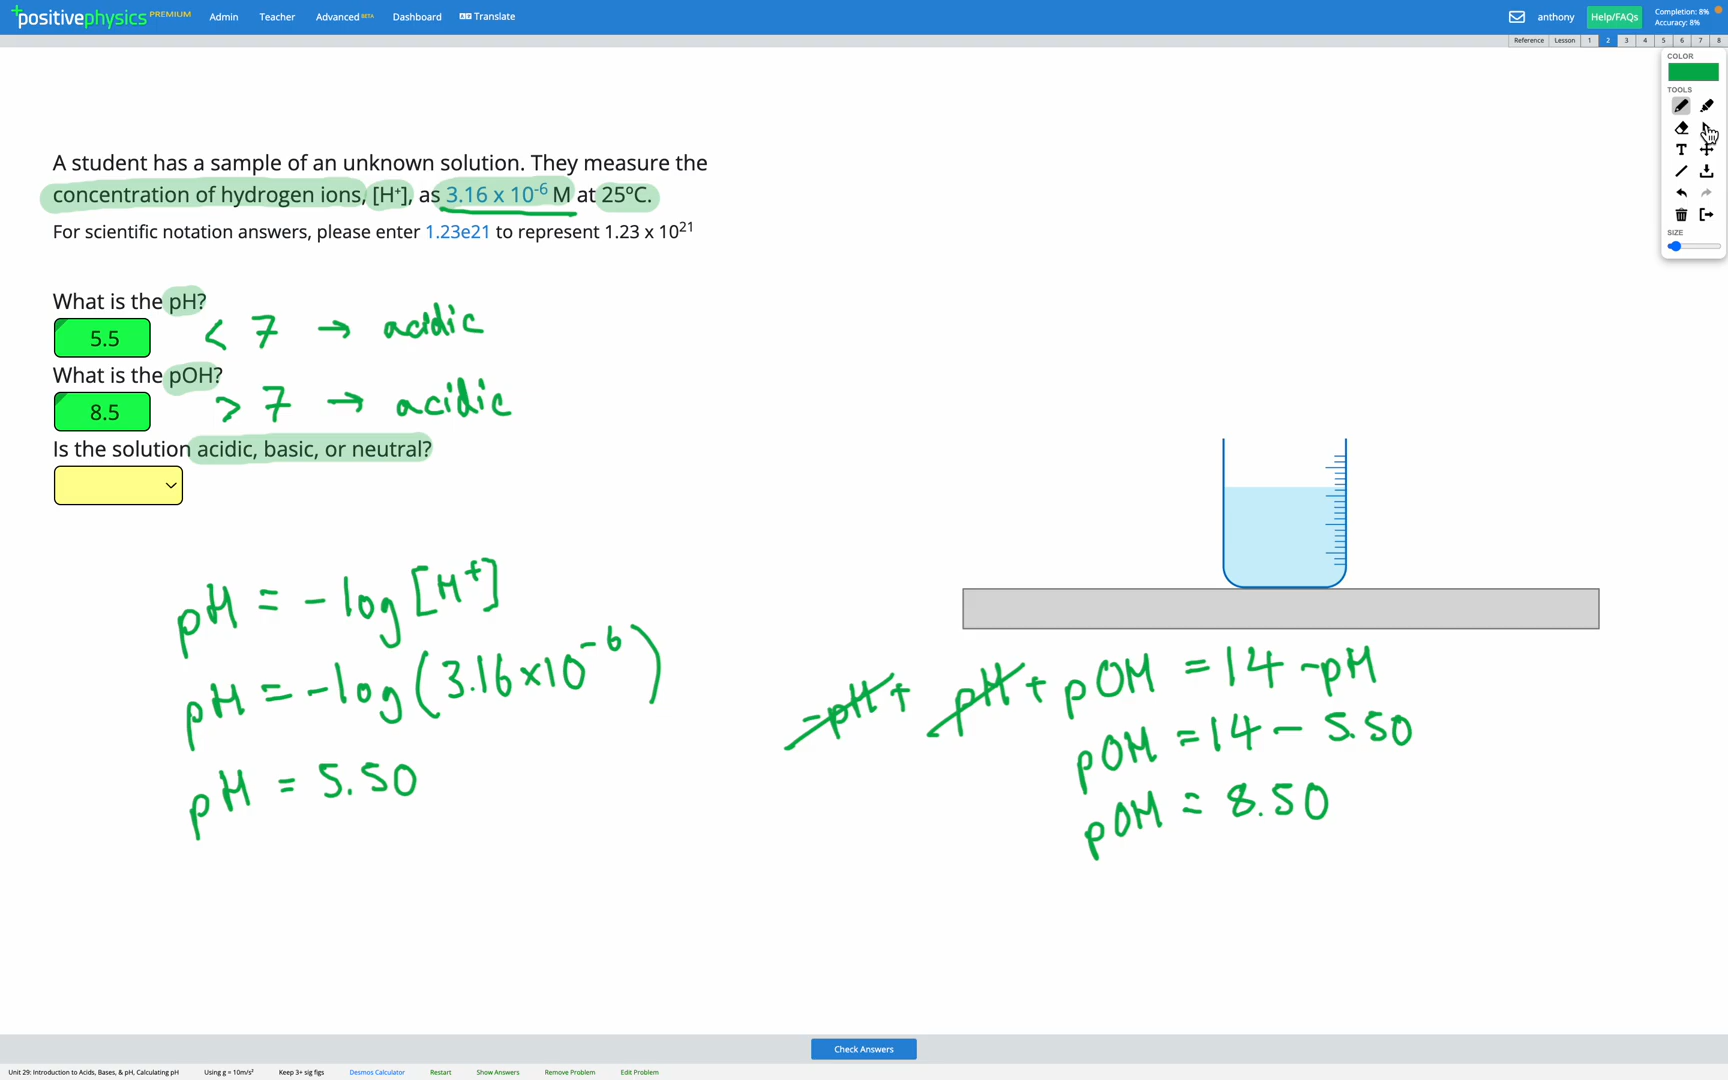 positivephysics PREMIUM Admin Teacher Advanced BETA Dashboard Translate anthony Help/FAQs Completion: 8%
Accuracy: 8%
Reference Lesson 1 2 3 4 5 6 7 8
COLOR
TOOLS
T
SIZE
A student has a sample of an unknown solution. They measure the
concentration of hydrogen ions, [H⁺], as 3.16 x 10⁻⁶ M at 25°C.
For scientific notation answers, please enter 1.23e21 to represent 1.23 x 10²¹
What is the pH?
5.5 < 7 → acidic
What is the pOH?
8.5 > 7 → acidic
Is the solution acidic, basic, or neutral?
pH = -log[H⁺]
pH = -log(3.16×10⁻⁶)
pH = 5.50
-pH + pH + pOH = 14 -pH
pOH = 14 - 5.50
pOH = 8.50
Check Answers
Unit 29: Introduction to Acids, Bases, & pH, Calculating pH Using g = 10m/s² Keep 3+ sig figs Desmos Calculator Restart Show Answers Remove Problem Edit Problem